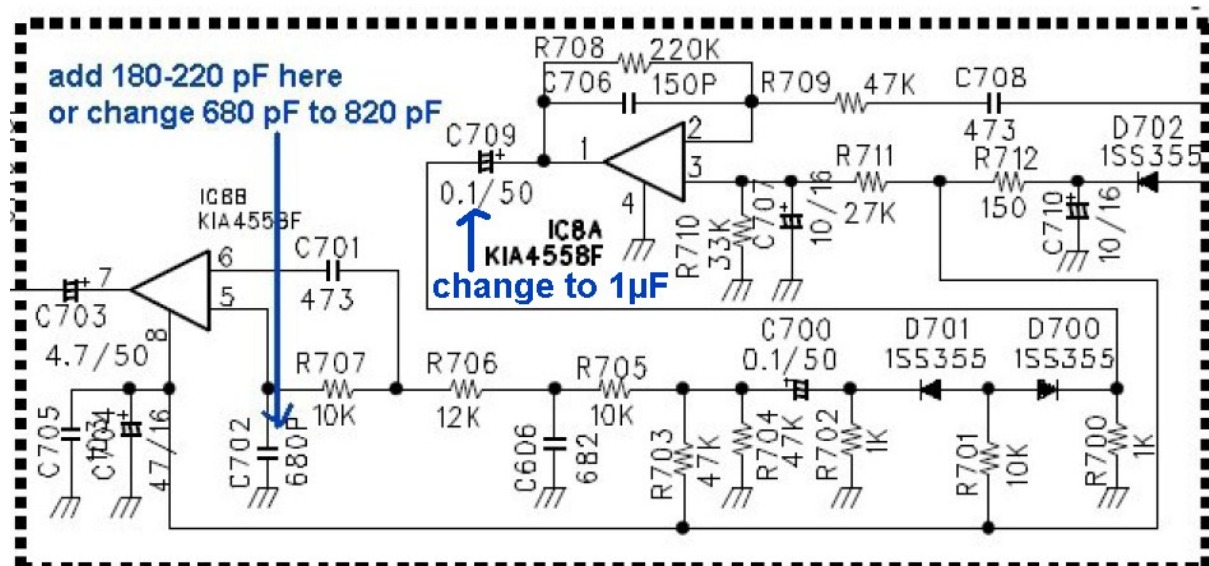 add 180-220 pF here
or change 680 pF to 820 pF
R708
220K
C706
150P
R709
47K
C708
473
D702
1SS355
C709
0.1/50
1
2
3
4
IC8A
KIA4558F
change to 1µF
R710
33K
C707
10/16
R711
27K
R712
150
C710
10/16
IC8B
KIA4558F
7
6
5
8
C703
4.7/50
C701
473
C705
103
C704
47/16
C702
680P
R707
10K
R706
12K
C606
682
R705
10K
R703
47K
R704
47K
C700
0.1/50
R702
1K
D701
1SS355
R701
10K
D700
1SS355
R700
1K